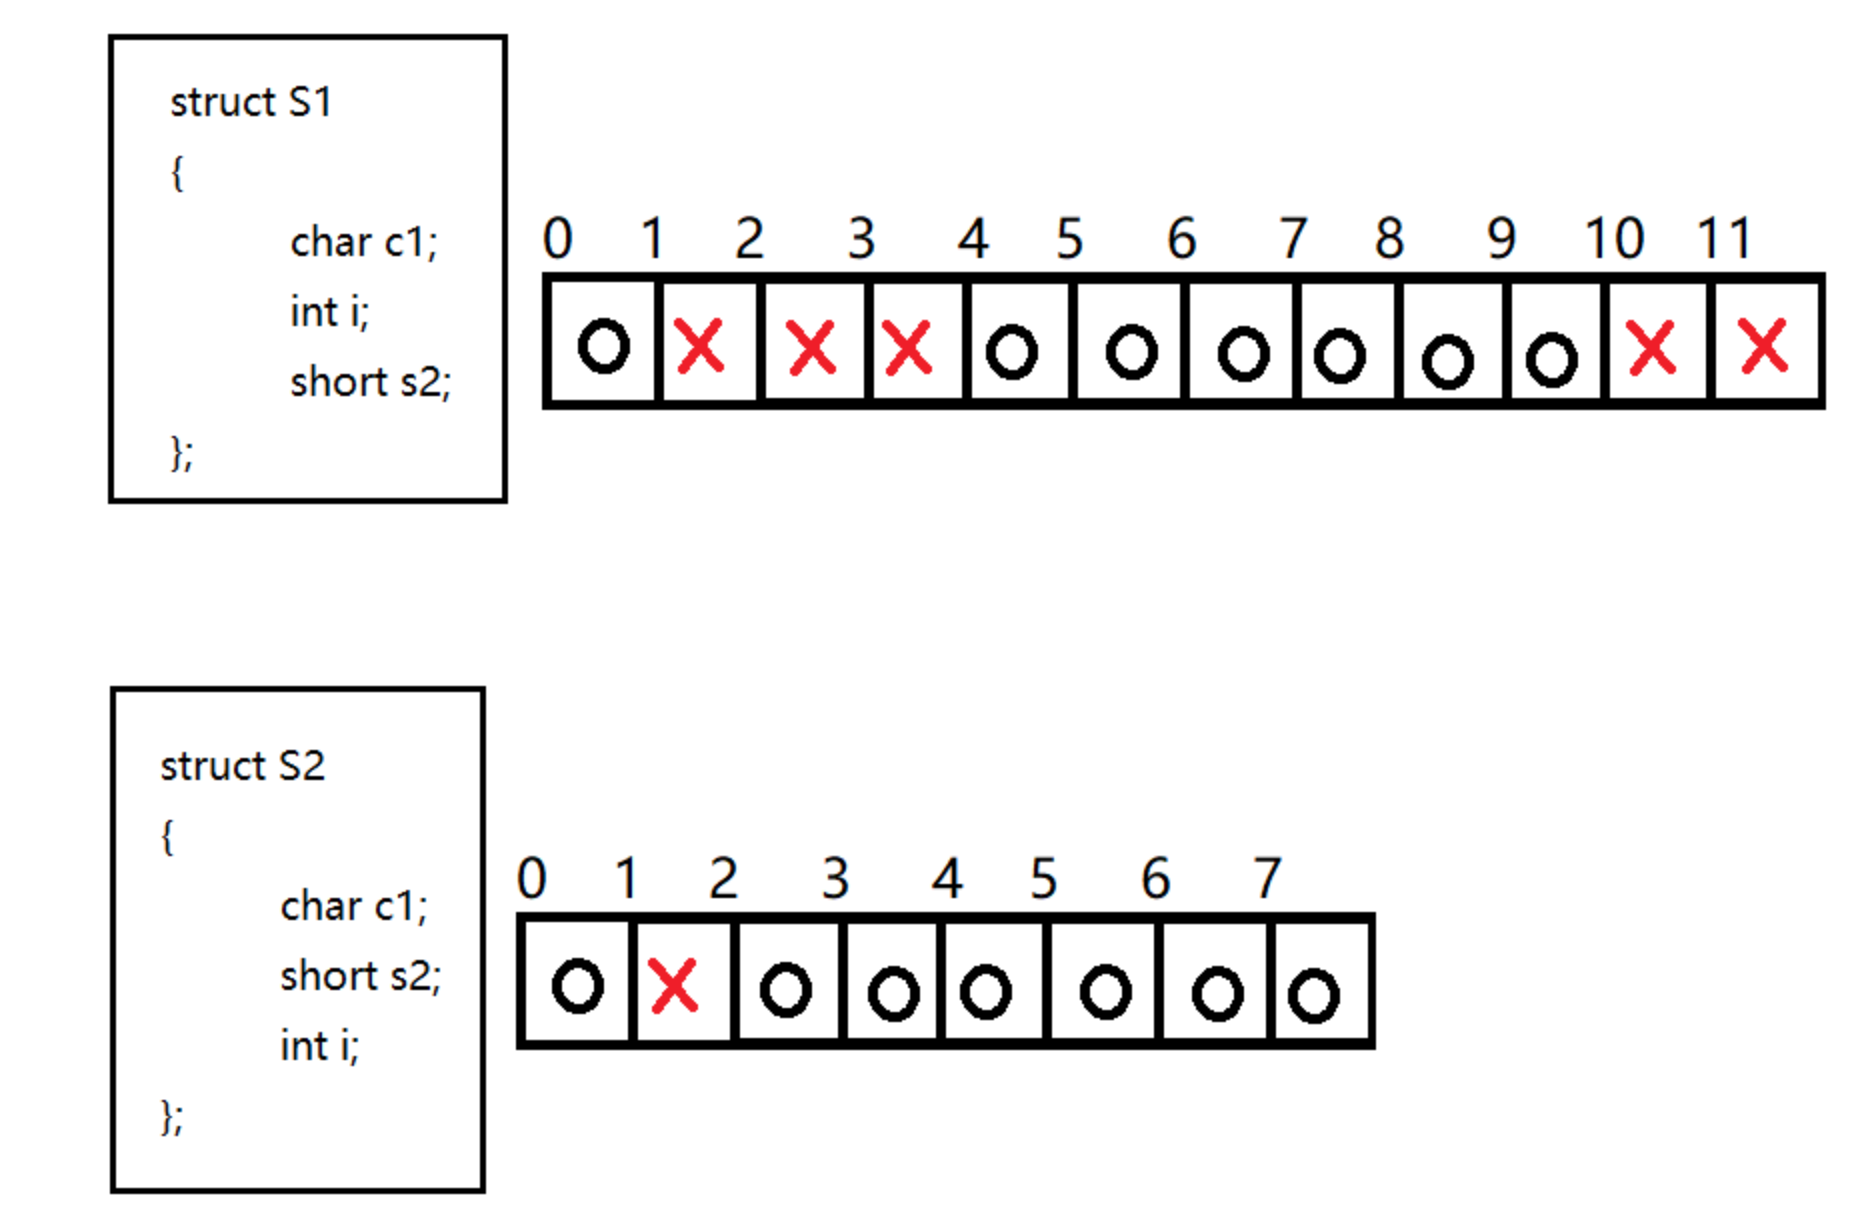 struct S1
{
char c1;
int i;
short s2;
};
0 1 2 3 4 5 6 7 8 9 10 11
struct S2
{
char c1;
short s2;
int i;
};
0 1 2 3 4 5 6 7